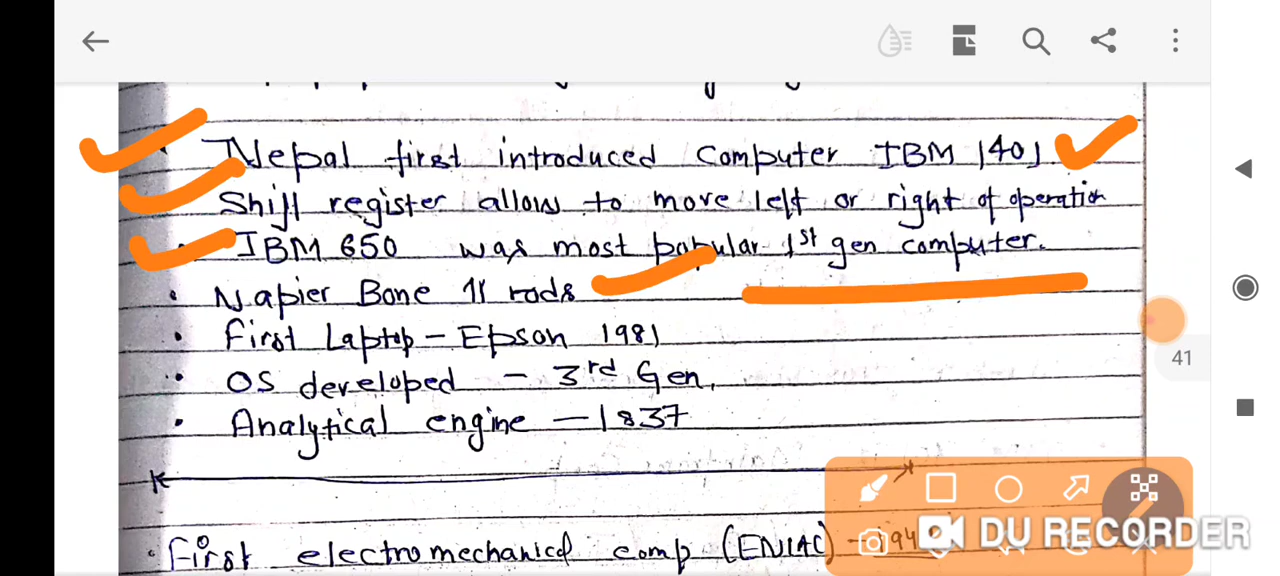 Nepal first introduced computer IBM 1401
Shift register allow to move left or right of operation
IBM 650 was most popular 1st gen computer.
Napier Bone 11 rods
First Laptop - Epson 1981
41
OS developed - 3rd Gen.
Analytical engine - 1837
First electromechanical comp (ENIAC) -
DU RECORDER